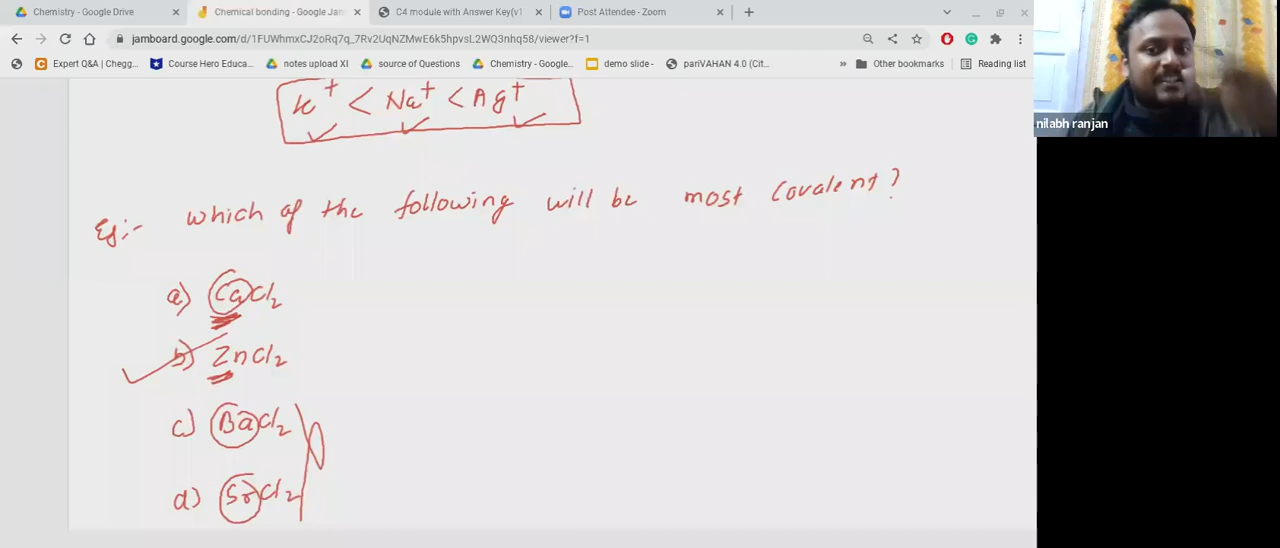 Chemistry - Google Drive
Chemical bonding - Google Jam
C4 module with Answer Key(v1
Post Attendee - Zoom
jamboard.google.com/d/1FUWhmxCJ2oRq7q_7Rv2UqNZMwE6k5hpvsL2WQ3nhq58/viewer?f=1
Expert Q&A | Chegg...
Course Hero Educa...
notes upload XI
source of Questions
Chemistry - Google...
demo slide -
pariVAHAN 4.0 (Cit...
»
Other bookmarks
Reading list
nilabh ranjan
K+ < Na+ < Ag+
Eg:- which of the following will be most covalent?
a) CaCl2
b) ZnCl2
c) BaCl2
d) SrCl2